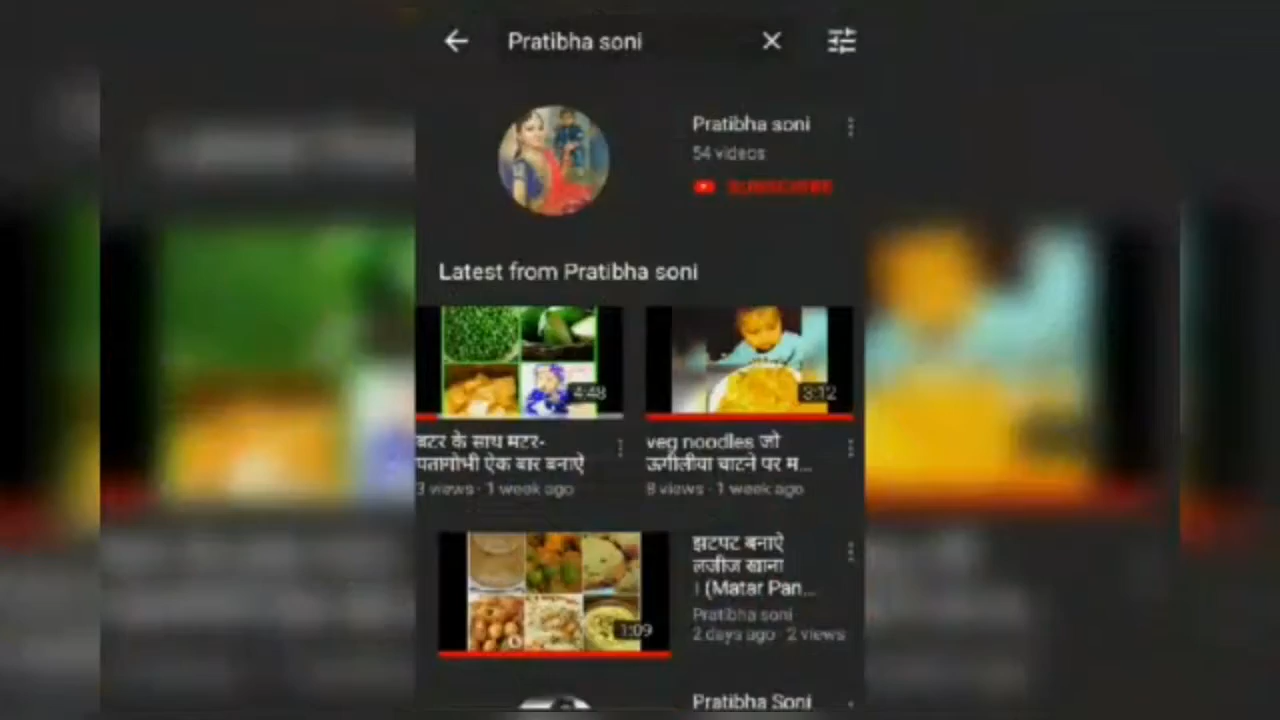 Pratibha soni
Pratibha soni
54 videos
SUBSCRIBE
Latest from Pratibha soni
4:48
3:12
बटर के साथ मटर-
पतागोभी ऐक बार बनाऐ
3 views · 1 week ago
veg noodles जो
ऊगीलीया चाटने पर म...
8 views · 1 week ago
1:09
झटपट बनाऐ
लजीज खाना
। (Matar Pan...
Pratibha soni
2 days ago · 2 views
Pratibha Soni